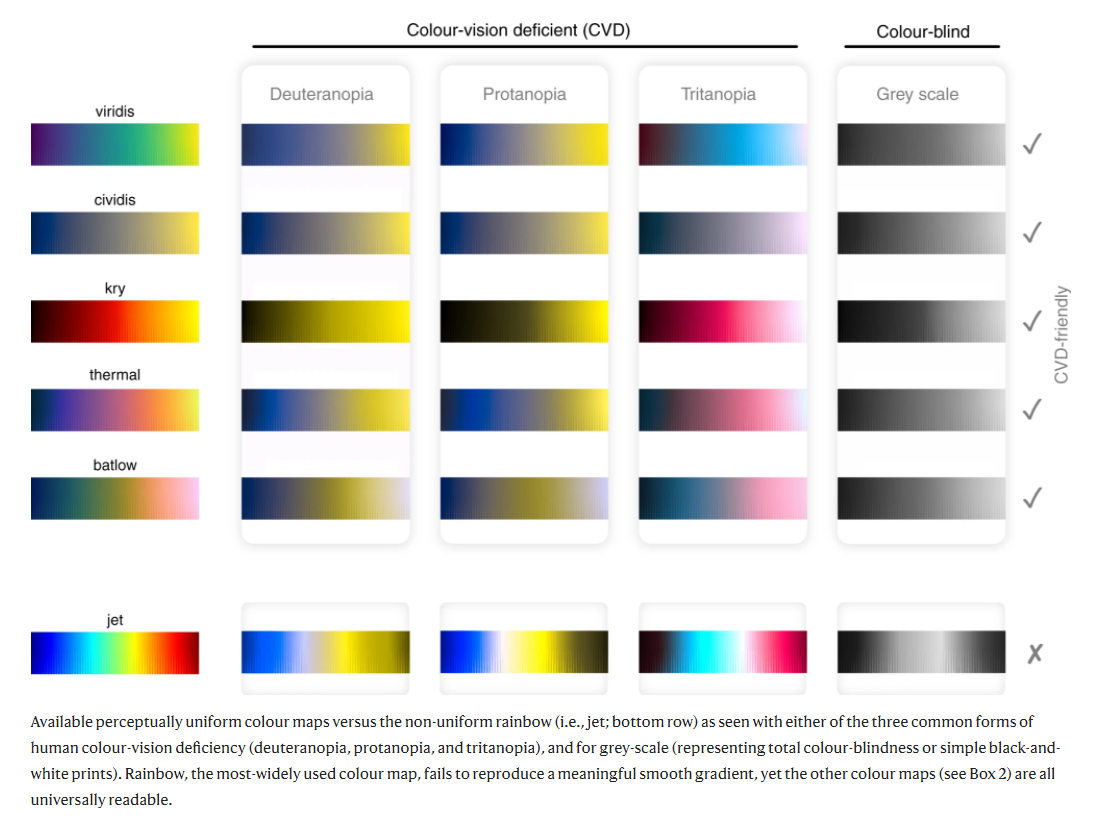 Colour-vision deficient (CVD)
Colour-blind
Deuteranopia
Protanopia
Tritanopia
Grey scale
viridis
✓
cividis
✓
kry
✓
CVD-friendly
thermal
✓
batlow
✓
jet
✗
Available perceptually uniform colour maps versus the non-uniform rainbow (i.e., jet; bottom row) as seen with either of the three common forms of
human colour-vision deficiency (deuteranopia, protanopia, and tritanopia), and for grey-scale (representing total colour-blindness or simple black-and-
white prints). Rainbow, the most-widely used colour map, fails to reproduce a meaningful smooth gradient, yet the other colour maps (see Box 2) are all
universally readable.